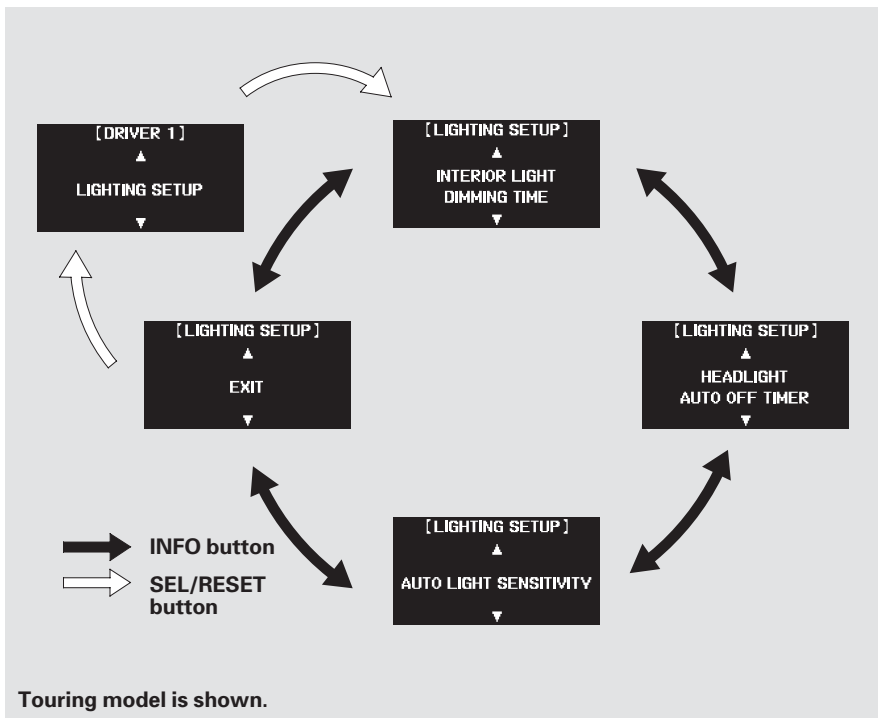 [DRIVER 1]
▲
LIGHTING SETUP
▼
[LIGHTING SETUP]
▲
INTERIOR LIGHT
DIMMING TIME
▼
[LIGHTING SETUP]
▲
EXIT
▼
[LIGHTING SETUP]
▲
HEADLIGHT
AUTO OFF TIMER
▼
[LIGHTING SETUP]
▲
AUTO LIGHT SENSITIVITY
▼
INFO button
SEL/RESET
button
Touring model is shown.